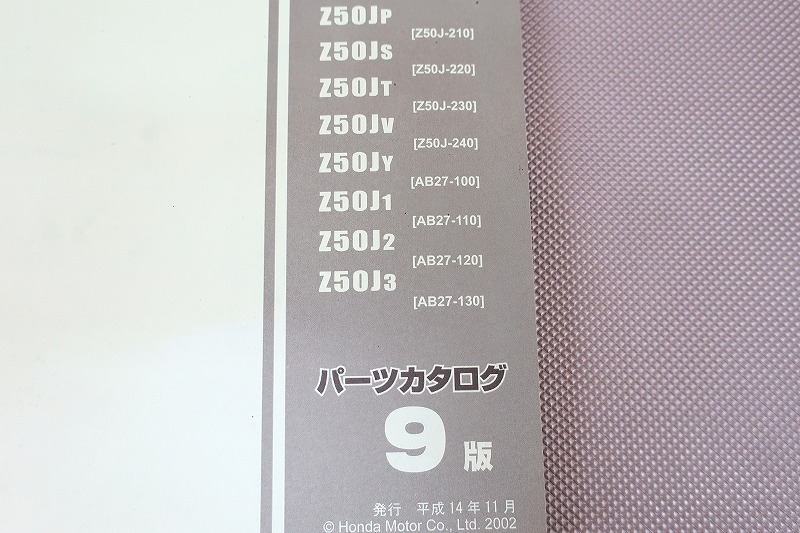 Z50JP
[Z50J-210]
Z50JS
[Z50J-220]
Z50JT
[Z50J-230]
Z50JV
[Z50J-240]
Z50JY
[AB27-100]
Z50J1
[AB27-110]
Z50J2
[AB27-120]
Z50J3
[AB27-130]
パーツカタログ
9版
発行 平成14年11月
© Honda Motor Co., Ltd. 2002